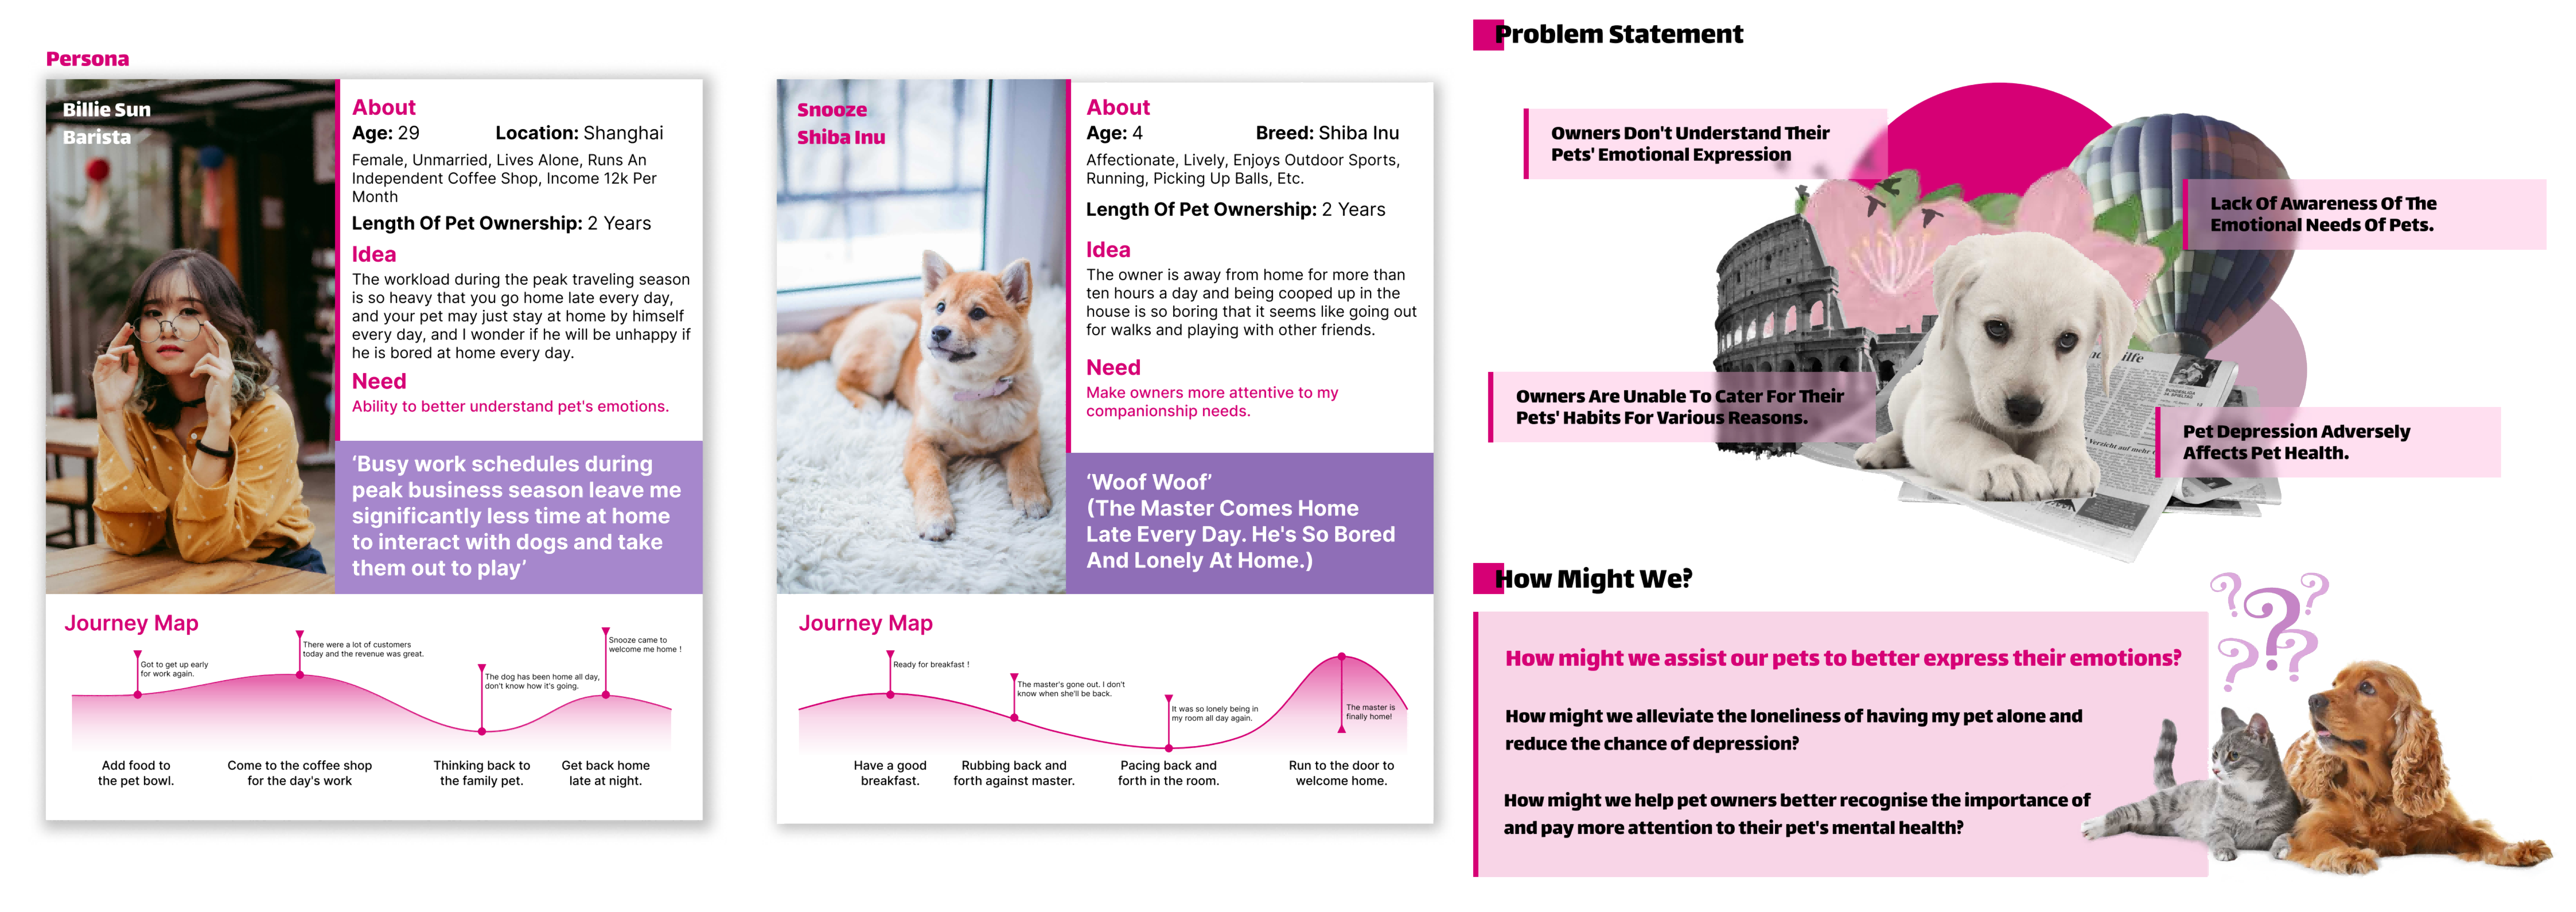 Persona
Billie Sun
Barista
About
Age: 29
Location: Shanghai
Female, Unmarried, Lives Alone, Runs An
Independent Coffee Shop, Income 12k Per
Month
Length Of Pet Ownership: 2 Years
Idea
The workload during the peak traveling season
is so heavy that you go home late every day,
and your pet may just stay at home by himself
every day, and I wonder if he will be unhappy if
he is bored at home every day.
Need
Ability to better understand pet's emotions.
‘Busy work schedules during
peak business season leave me
significantly less time at home
to interact with dogs and take
them out to play’
Journey Map
Got to get up early
for work again.
There were a lot of customers
today and the revenue was great.
The dog has been home all day,
don't know how it's going.
Snooze came to
welcome me home !
Add food to
the pet bowl.
Come to the coffee shop
for the day's work
Thinking back to
the family pet.
Get back home
late at night.
Snooze
Shiba Inu
About
Age: 4
Breed: Shiba Inu
Affectionate, Lively, Enjoys Outdoor Sports,
Running, Picking Up Balls, Etc.
Length Of Pet Ownership: 2 Years
Idea
The owner is away from home for more than
ten hours a day and being cooped up in the
house is so boring that it seems like going out
for walks and playing with other friends.
Need
Make owners more attentive to my
companionship needs.
‘Woof Woof’
(The Master Comes Home
Late Every Day. He's So Bored
And Lonely At Home.)
Journey Map
Ready for breakfast !
The master's gone out. I don't
know when she'll be back.
It was so lonely being in
my room all day again.
The master is
finally home!
Have a good
breakfast.
Rubbing back and
forth against master.
Pacing back and
forth in the room.
Run to the door to
welcome home.
Problem Statement
Owners Don't Understand Their
Pets' Emotional Expression
Lack Of Awareness Of The
Emotional Needs Of Pets.
Owners Are Unable To Cater For Their
Pets' Habits For Various Reasons.
Pet Depression Adversely
Affects Pet Health.
How Might We?
How might we assist our pets to better express their emotions?
How might we alleviate the loneliness of having my pet alone and
reduce the chance of depression?
How might we help pet owners better recognise the importance of
and pay more attention to their pet's mental health?